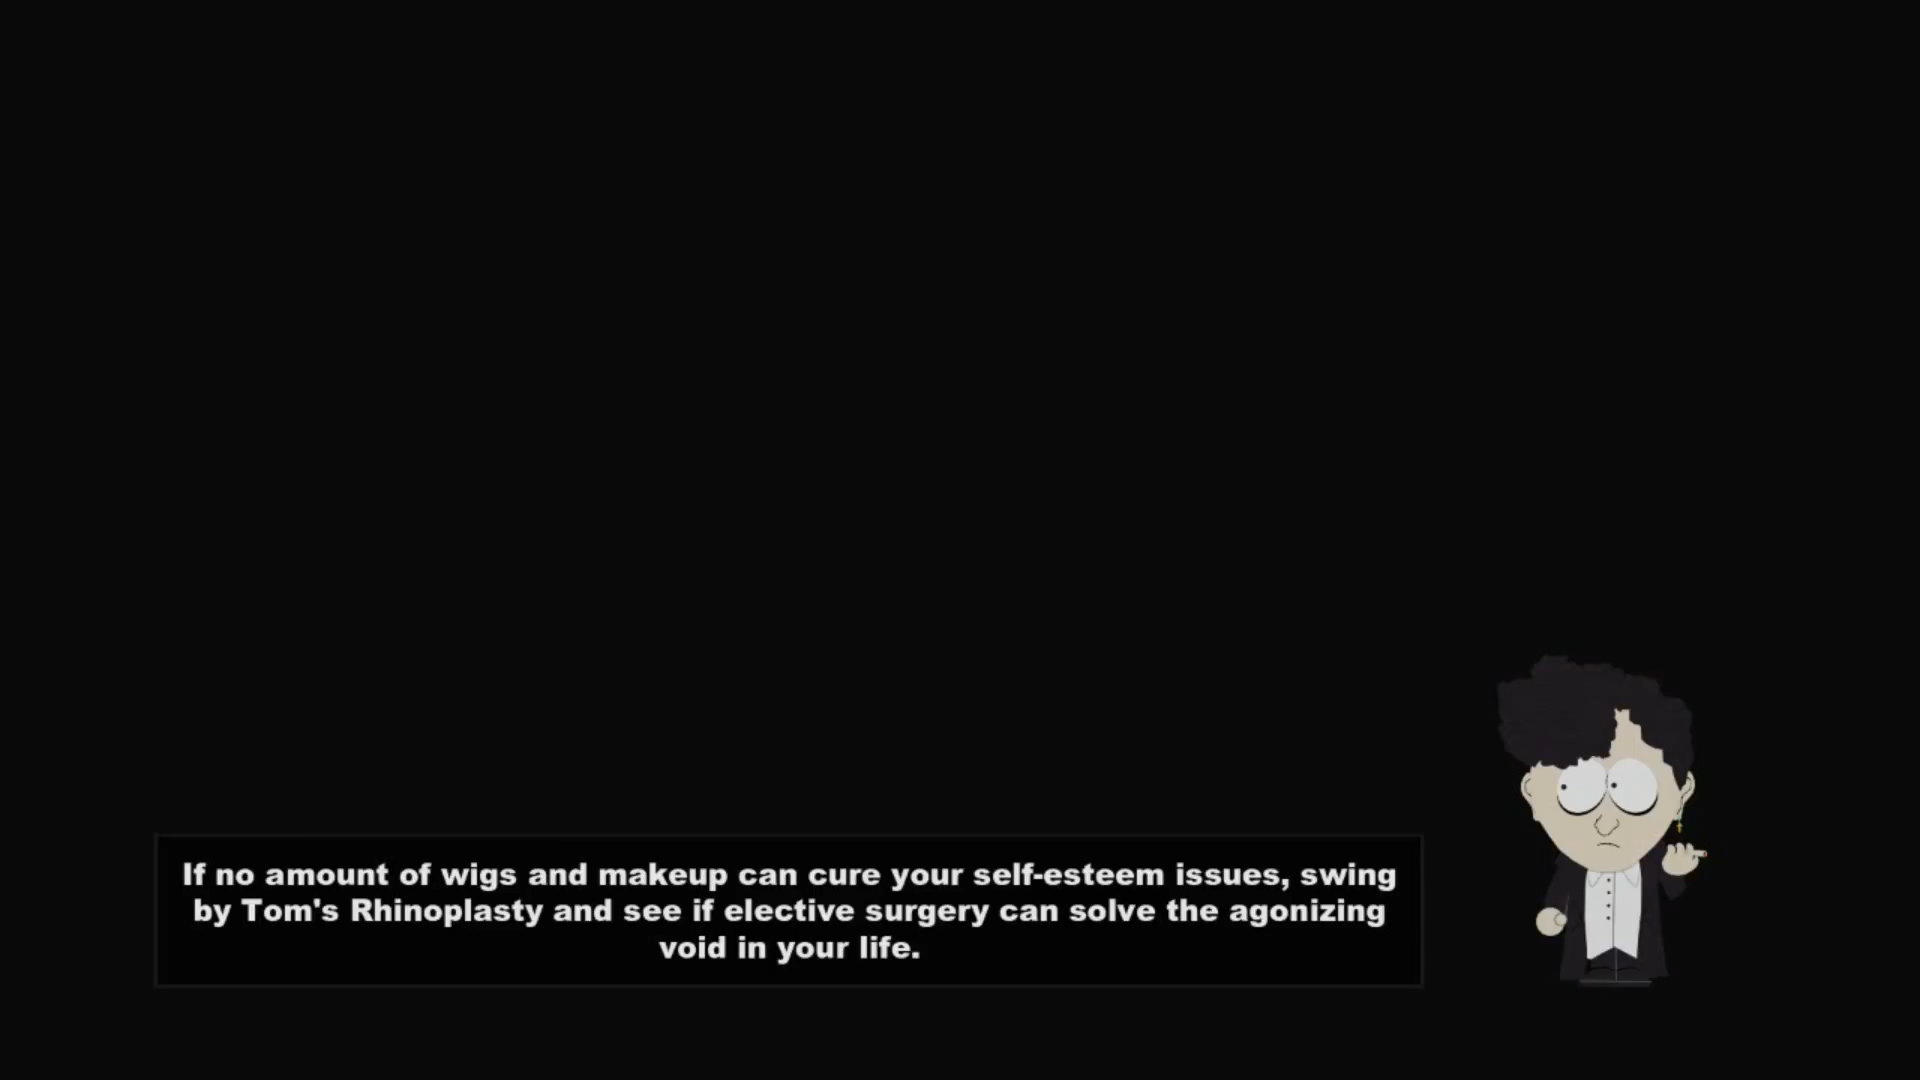 If no amount of wigs and makeup can cure your self-esteem issues, swing
by Tom's Rhinoplasty and see if elective surgery can solve the agonizing
void in your life.